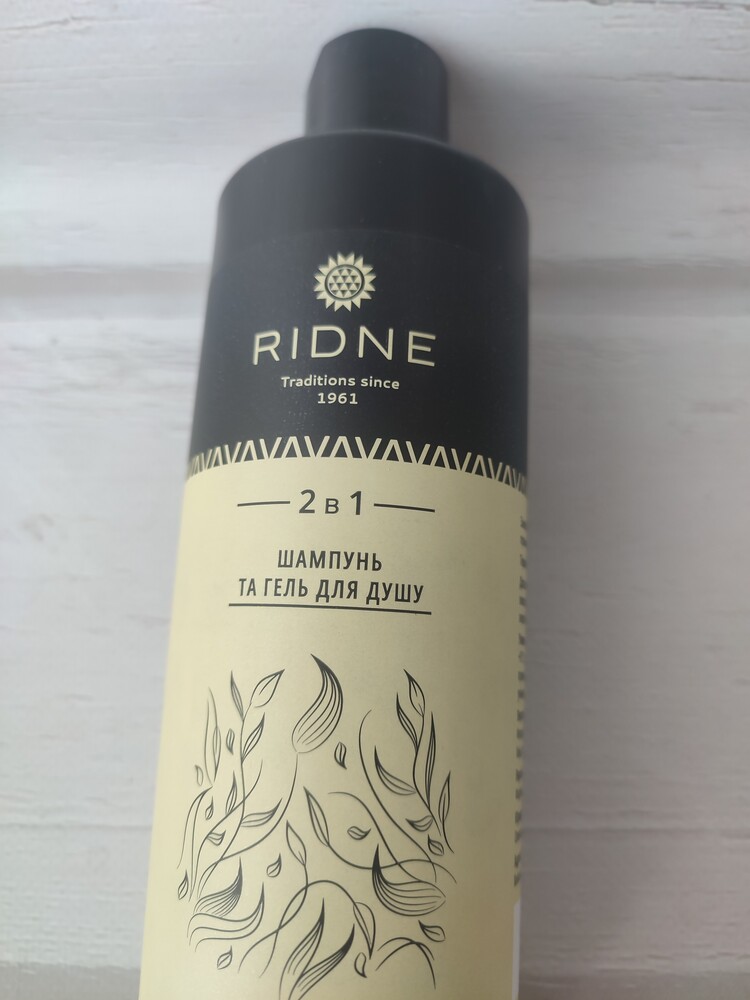 RIDNE
Traditions since
1961
2 в 1
ШАМПУНЬ
ТА ГЕЛЬ ДЛЯ ДУШУ